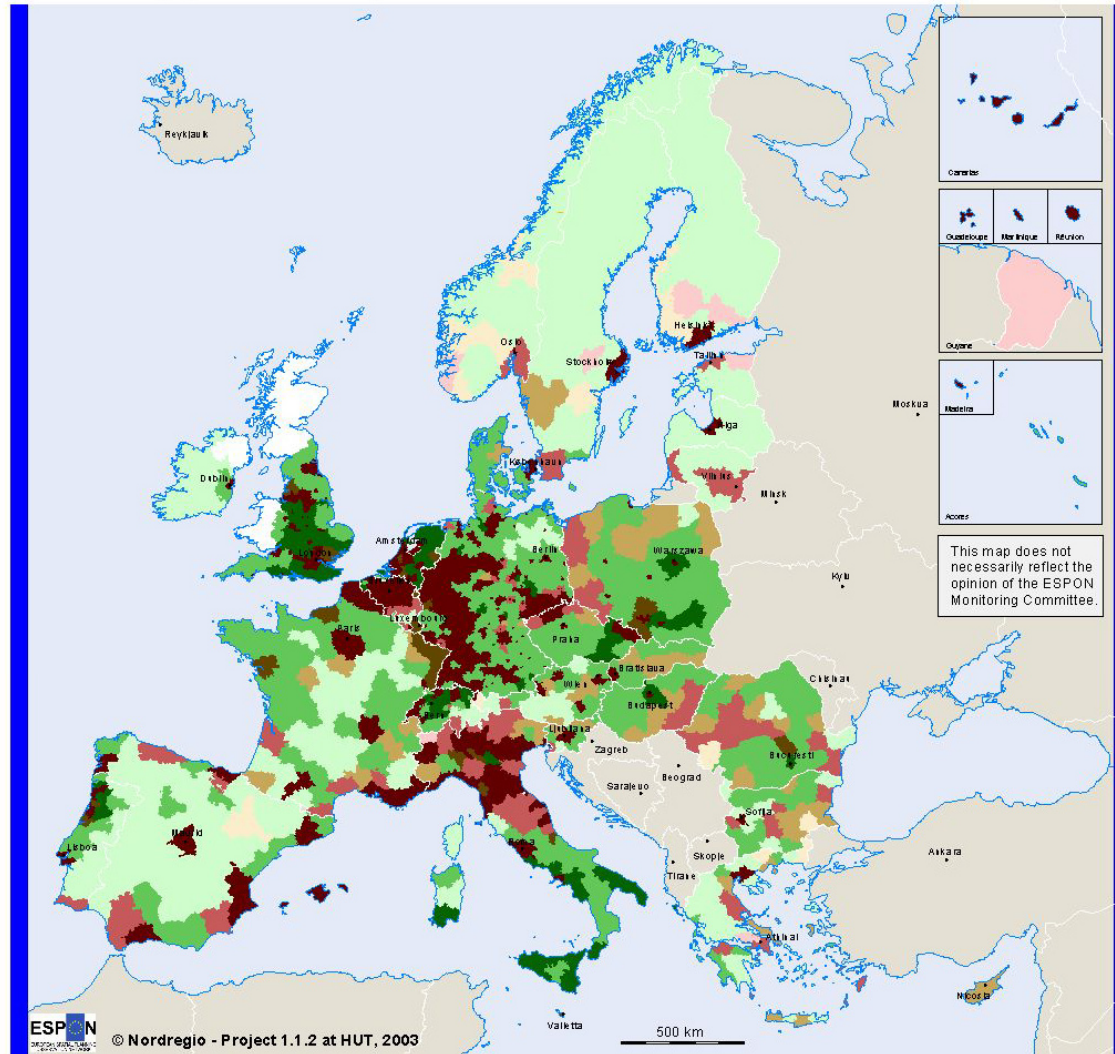 Reykjavik
Canarias
Guadeloupe
Martinique
Réunion
Guyane
Madeira
Acores
This map does not
necessarily reflect the
opinion of the ESPON
Monitoring Committee.
Oslo
Helsinki
Stockholm
Tallinn
Moskva
Riga
Dublin
København
Vilnius
Minsk
Amsterdam
London
Berlin
Warszawa
Kyiv
Luxembourg
Paris
Praha
Bratislava
Wien
Chisinau
Bern
Budapest
Ljubljana
Zagreb
Bucuresti
Beograd
Sarajevo
Sofija
Madrid
Lisboa
Roma
Skopje
Tirane
Ankara
Athinai
Nicosia
Valletta
ESPON
© Nordregio - Project 1.1.2 at HUT, 2003
500 km